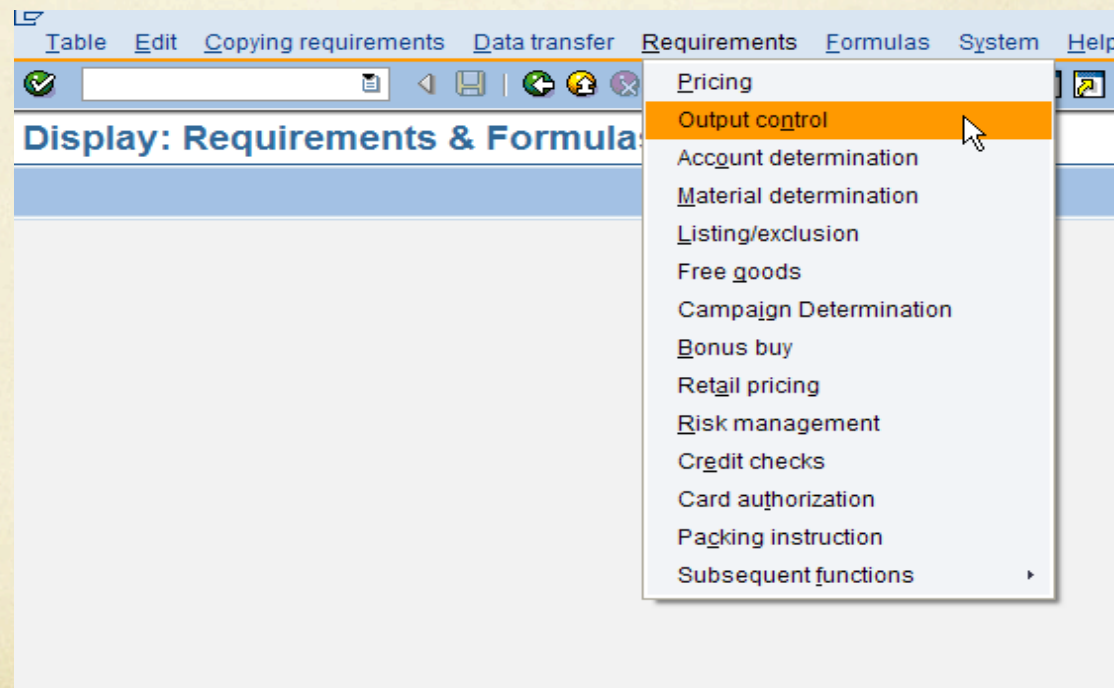 Table Edit Copying requirements Data transfer Requirements Formulas System Help
Display: Requirements & Formulas
Pricing
Output control
Account determination
Material determination
Listing/exclusion
Free goods
Campaign Determination
Bonus buy
Retail pricing
Risk management
Credit checks
Card authorization
Packing instruction
Subsequent functions